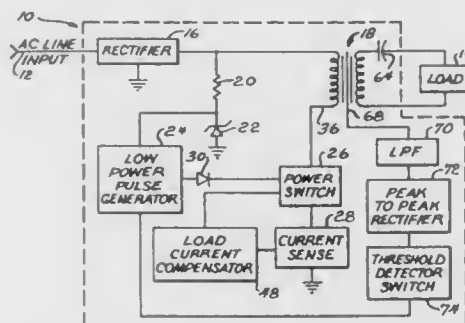 10
AC LINE
INPUT
12
RECTIFIER
16
18
64
LOAD
20
36
68
70
LPF
24
22
30
26
72
LOW
POWER
PULSE
GENERATOR
POWER
SWITCH
PEAK
TO PEAK
RECTIFIER
28
LOAD
CURRENT
COMPENSATOR
CURRENT
SENSE
THRESHOLD
DETECTOR
SWITCH
48
74